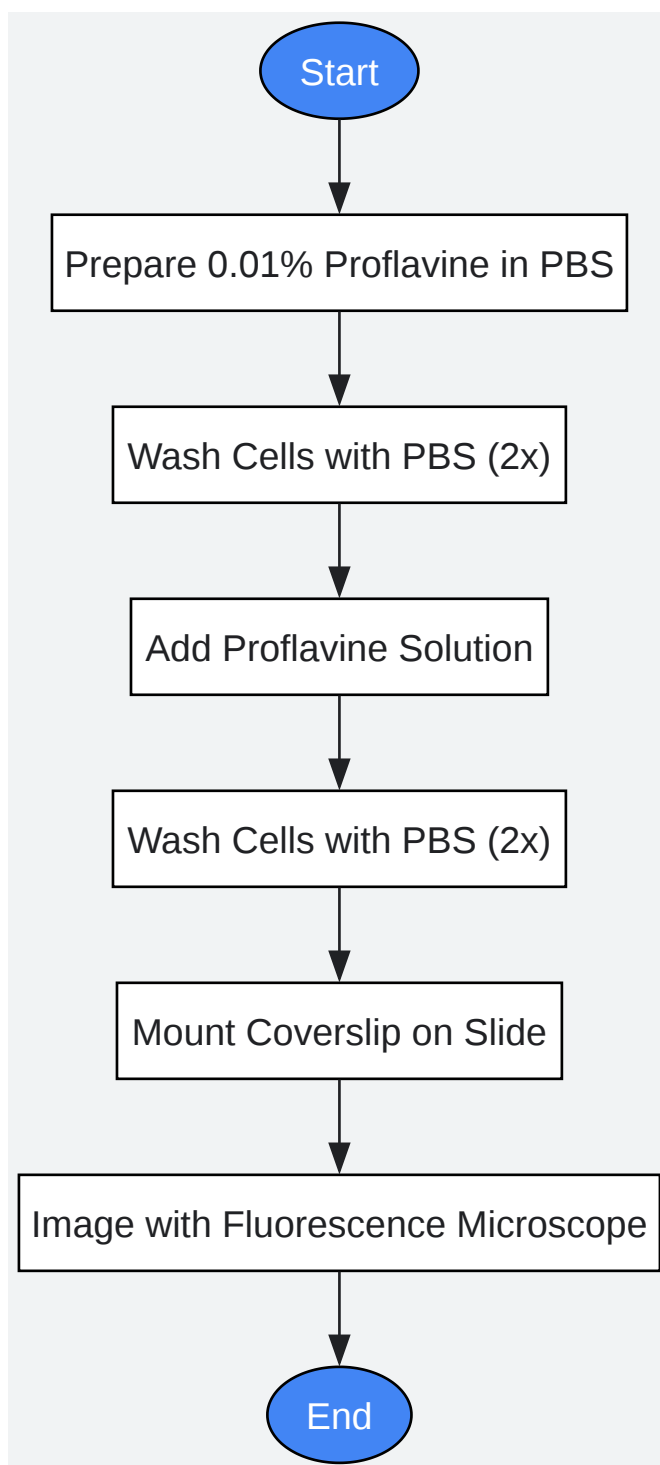 Start
Prepare 0.01% Proflavine in PBS
Wash Cells with PBS (2x)
Add Proflavine Solution
Wash Cells with PBS (2x)
Mount Coverslip on Slide
Image with Fluorescence Microscope
End